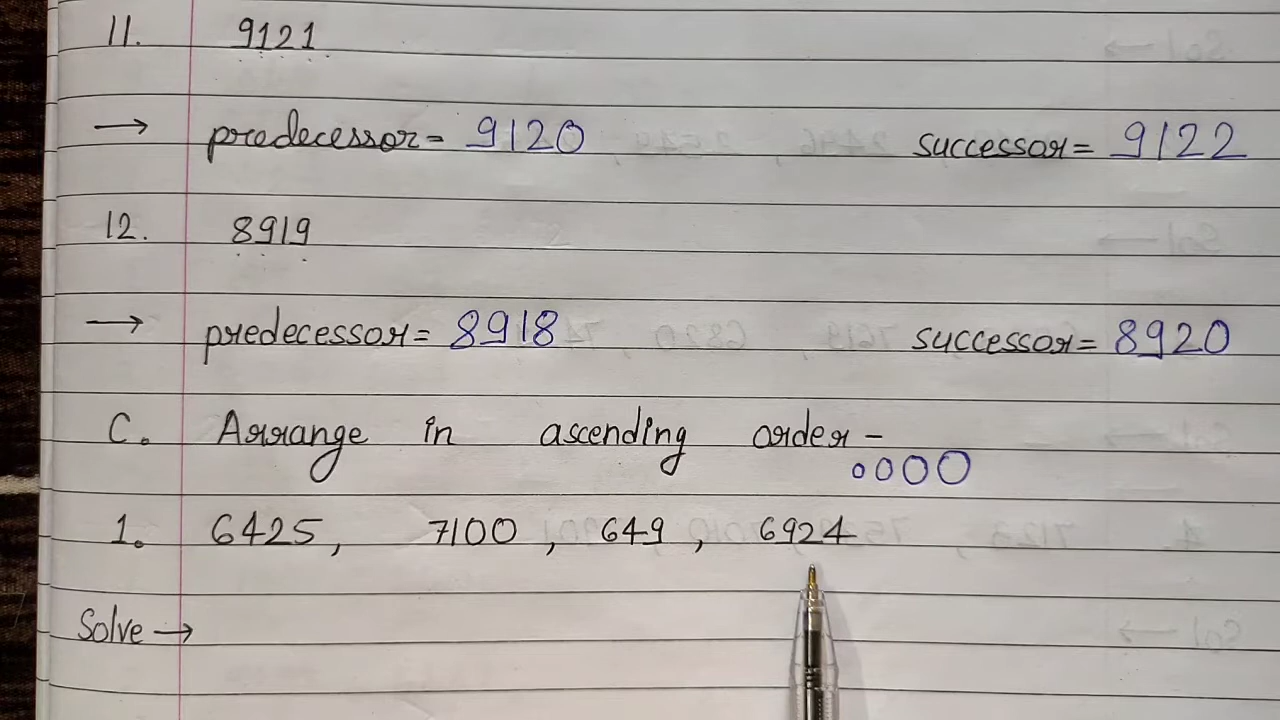 11. 9121
→ predecessor = 9120 successor = 9122
12. 8919
→ predecessor = 8918 successor = 8920
C. Arrange in ascending order -
1. 6425, 7100, 649, 6924
Solve →